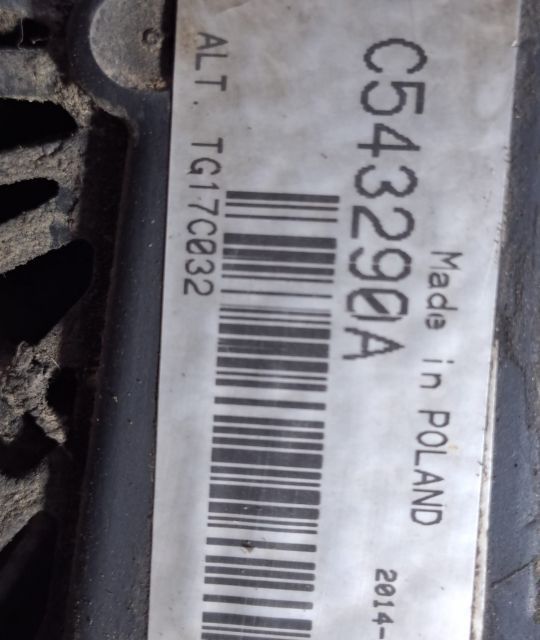 Made in POLAND 2014-
C543290A
ALT. TG17C032